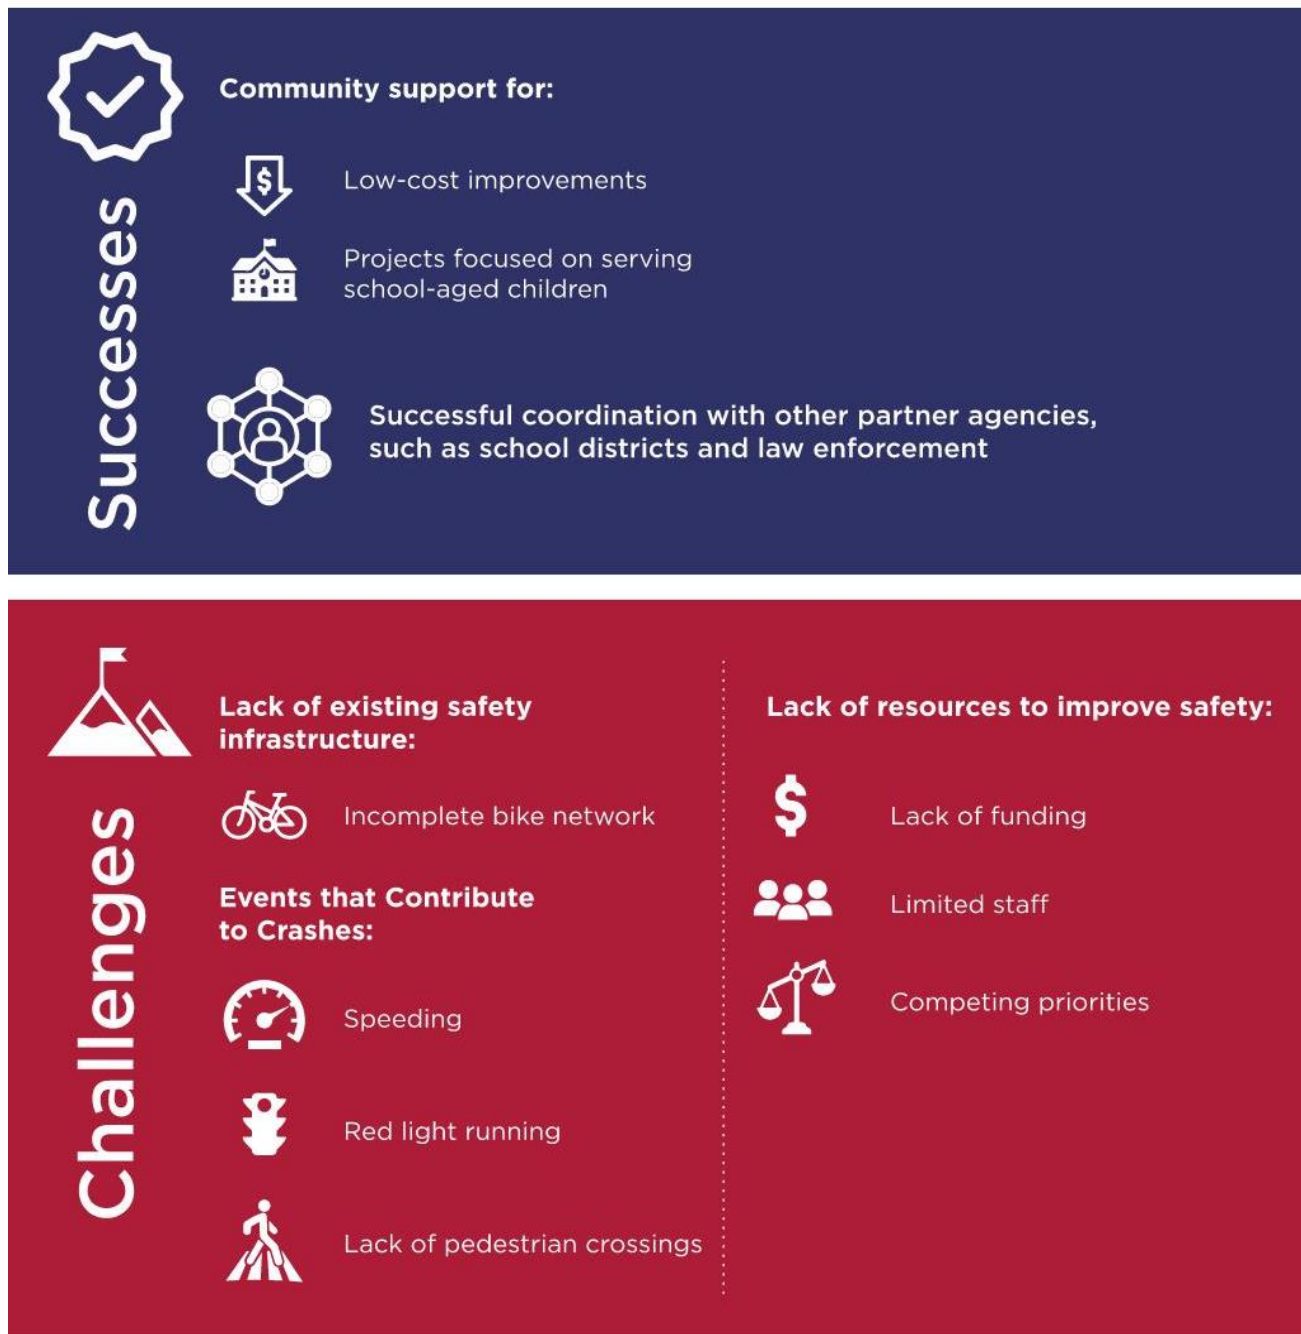 Successes
Community support for:
Low-cost improvements
Projects focused on serving
school-aged children
Successful coordination with other partner agencies,
such as school districts and law enforcement
Challenges
Lack of existing safety
infrastructure:
Incomplete bike network
Events that Contribute
to Crashes:
Speeding
Red light running
Lack of pedestrian crossings
Lack of resources to improve safety:
$
Lack of funding
Limited staff
Competing priorities